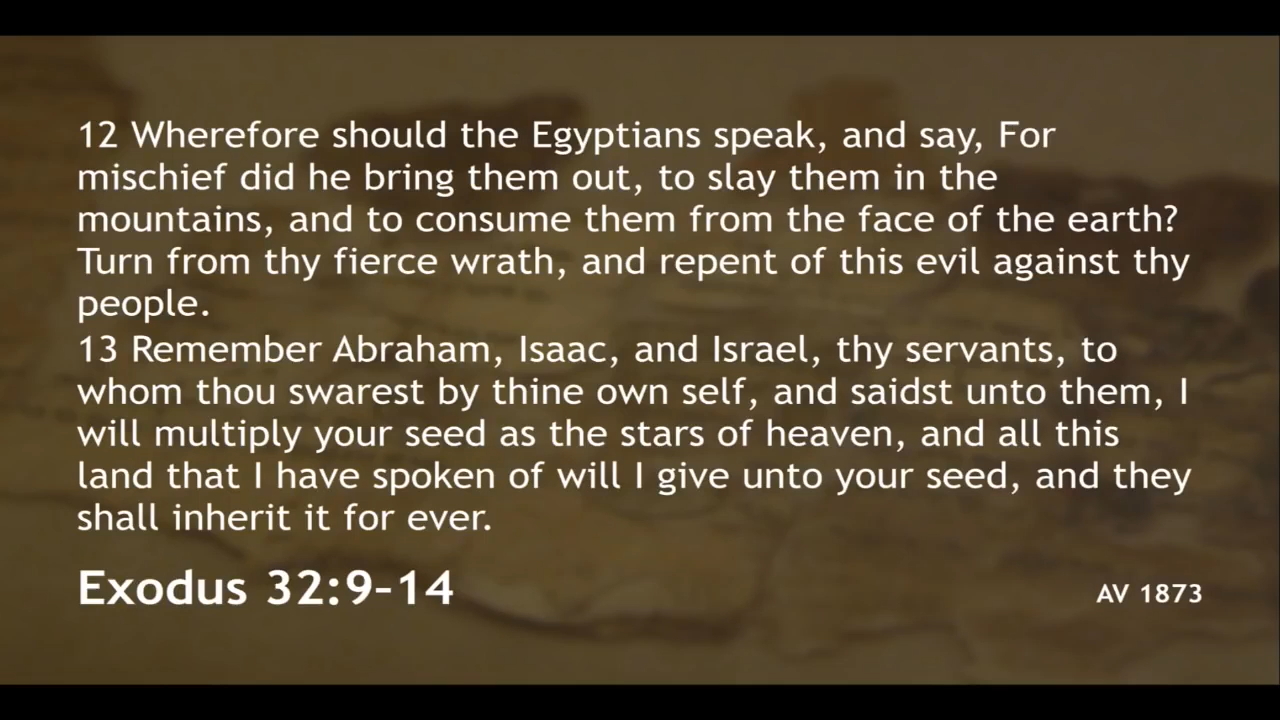 12 Wherefore should the Egyptians speak, and say, For
mischief did he bring them out, to slay them in the
mountains, and to consume them from the face of the earth?
Turn from thy fierce wrath, and repent of this evil against thy
people.
13 Remember Abraham, Isaac, and Israel, thy servants, to
whom thou swarest by thine own self, and saidst unto them, I
will multiply your seed as the stars of heaven, and all this
land that I have spoken of will I give unto your seed, and they
shall inherit it for ever.
Exodus 32:9–14
AV 1873